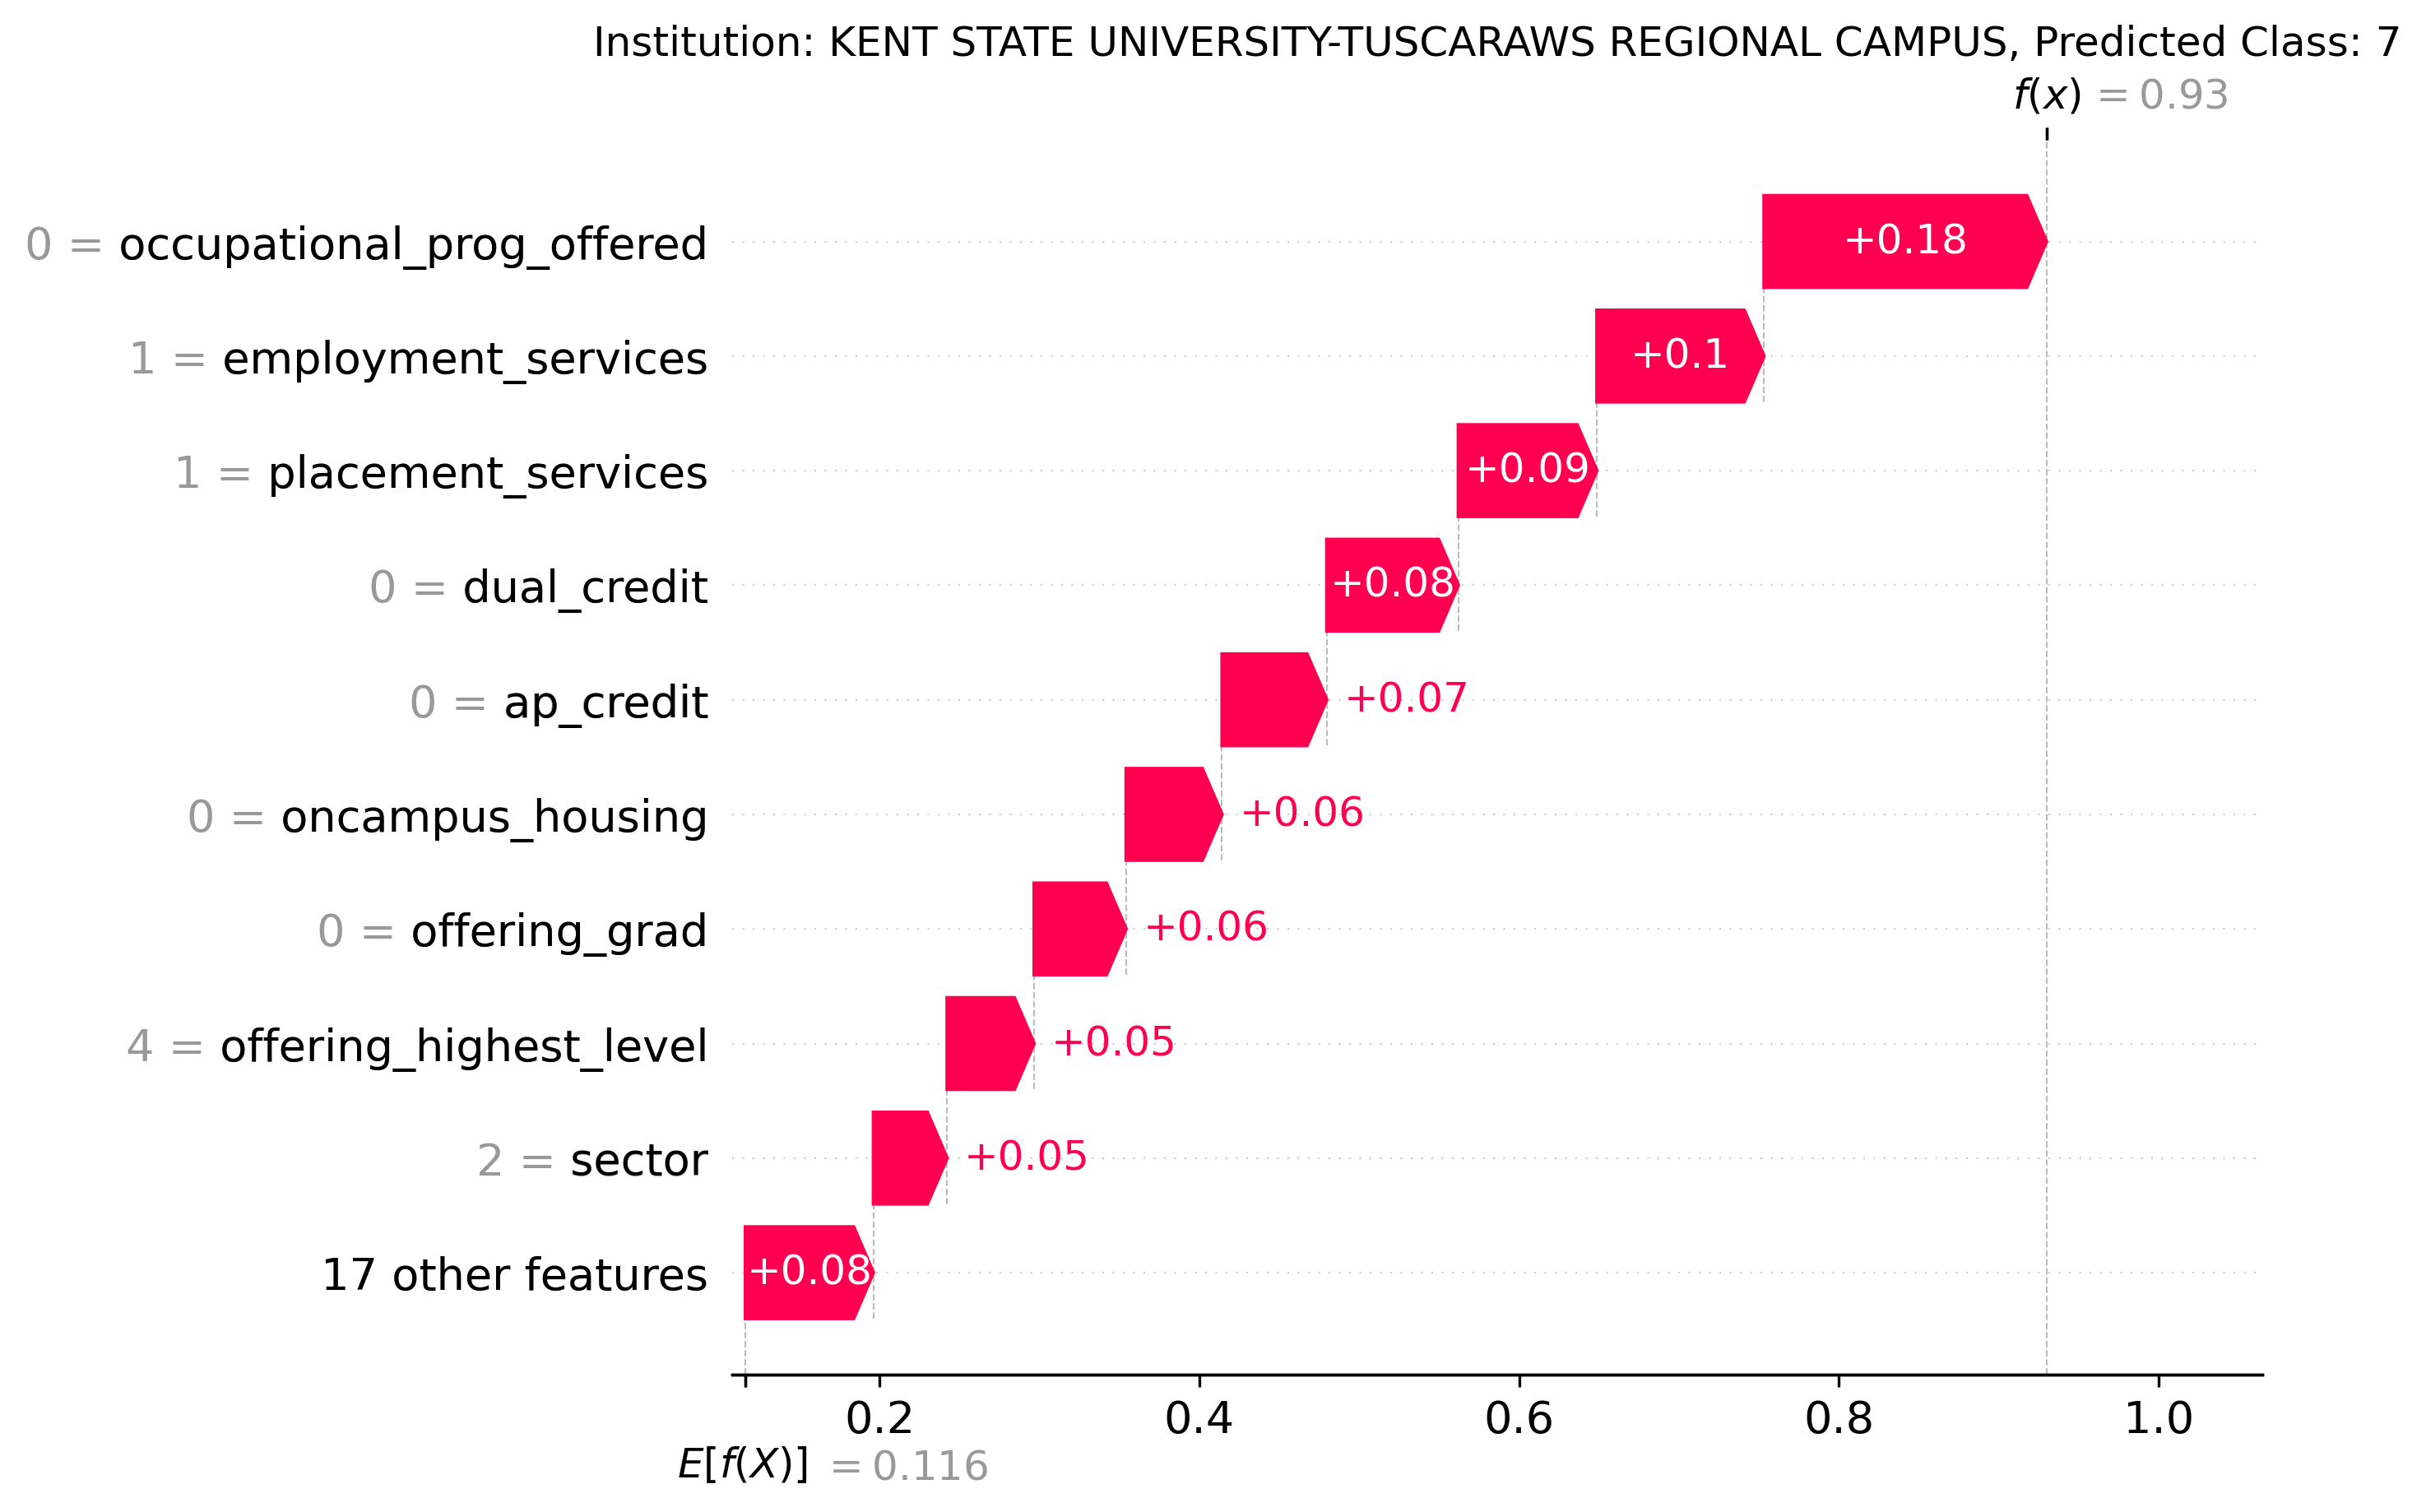 Institution: KENT STATE UNIVERSITY-TUSCARAWS REGIONAL CAMPUS, Predicted Class: 7
f(x) = 0.93
0 = occupational_prog_offered +0.18
1 = employment_services +0.1
1 = placement_services +0.09
0 = dual_credit +0.08
0 = ap_credit +0.07
0 = oncampus_housing +0.06
0 = offering_grad +0.06
4 = offering_highest_level +0.05
2 = sector +0.05
17 other features +0.08
0.2 0.4 0.6 0.8 1.0
E[f(X)] = 0.116